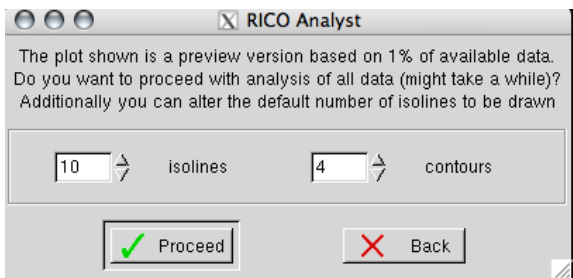 RICO Analyst
The plot shown is a preview version based on 1% of available data.
Do you want to proceed with analysis of all data (might take a while)?
Additionally you can alter the default number of isolines to be drawn
10 isolines 4 contours
Proceed Back